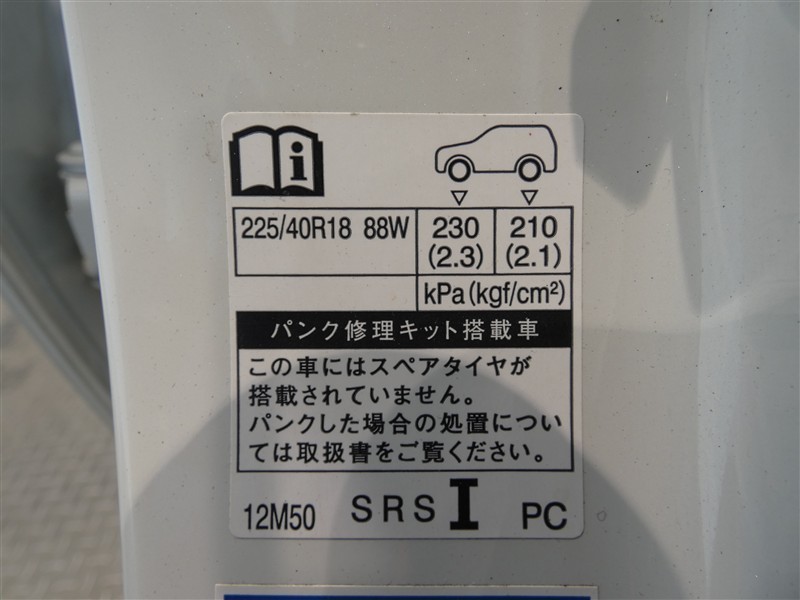 225/40R18 88W 230 210
(2.3) (2.1)
kPa(kgf/cm²)
パンク修理キット搭載車
この車にはスペアタイヤが
搭載されていません。
パンクした場合の処置につい
ては取扱書をご覧ください。
12M50 SRS I PC